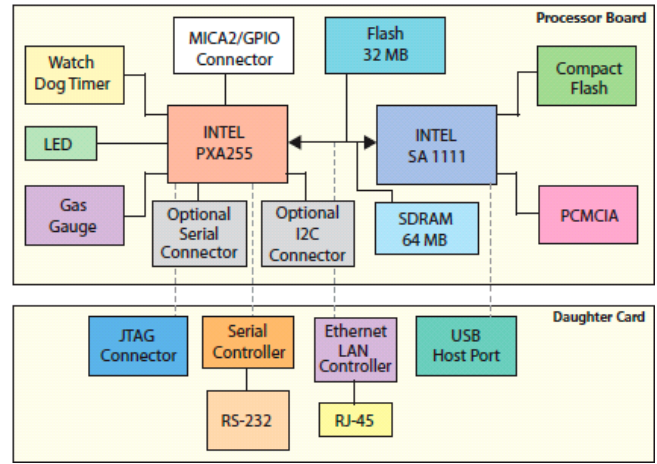 Processor Board
Watch
Dog Timer
MICA2/GPIO
Connector
Flash
32 MB
Compact
Flash
LED
INTEL
PXA255
INTEL
SA 1111
Gas
Gauge
Optional
Serial
Connector
Optional
I2C
Connector
SDRAM
64 MB
PCMCIA
Daughter Card
JTAG
Connector
Serial
Controller
Ethernet
LAN
Controller
USB
Host Port
RS-232
RJ-45